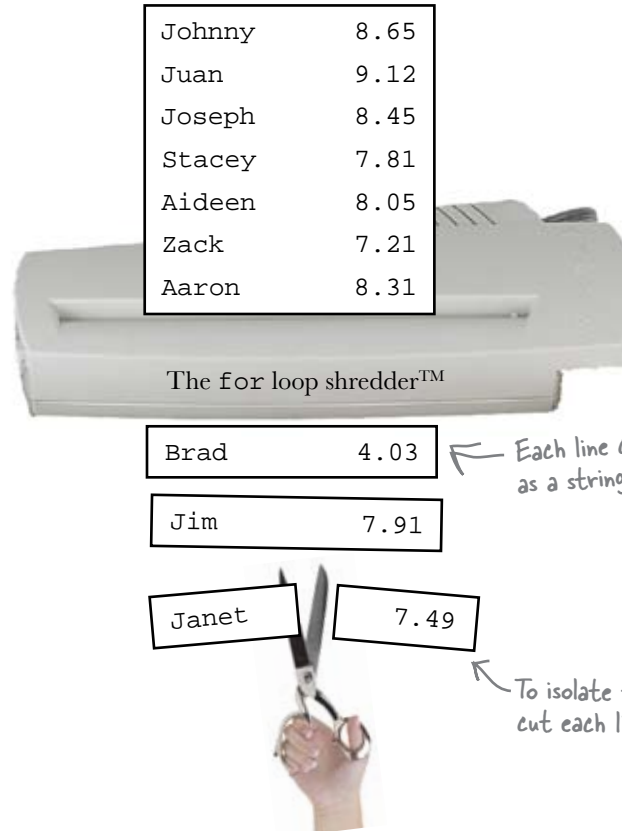 Johnny 8.65
Juan 9.12
Joseph 8.45
Stacey 7.81
Aideen 8.05
Zack 7.21
Aaron 8.31
The for loop shredder™
Brad 4.03
Each line
as a string
Jim 7.91
Janet 7.49
To isolate
cut each